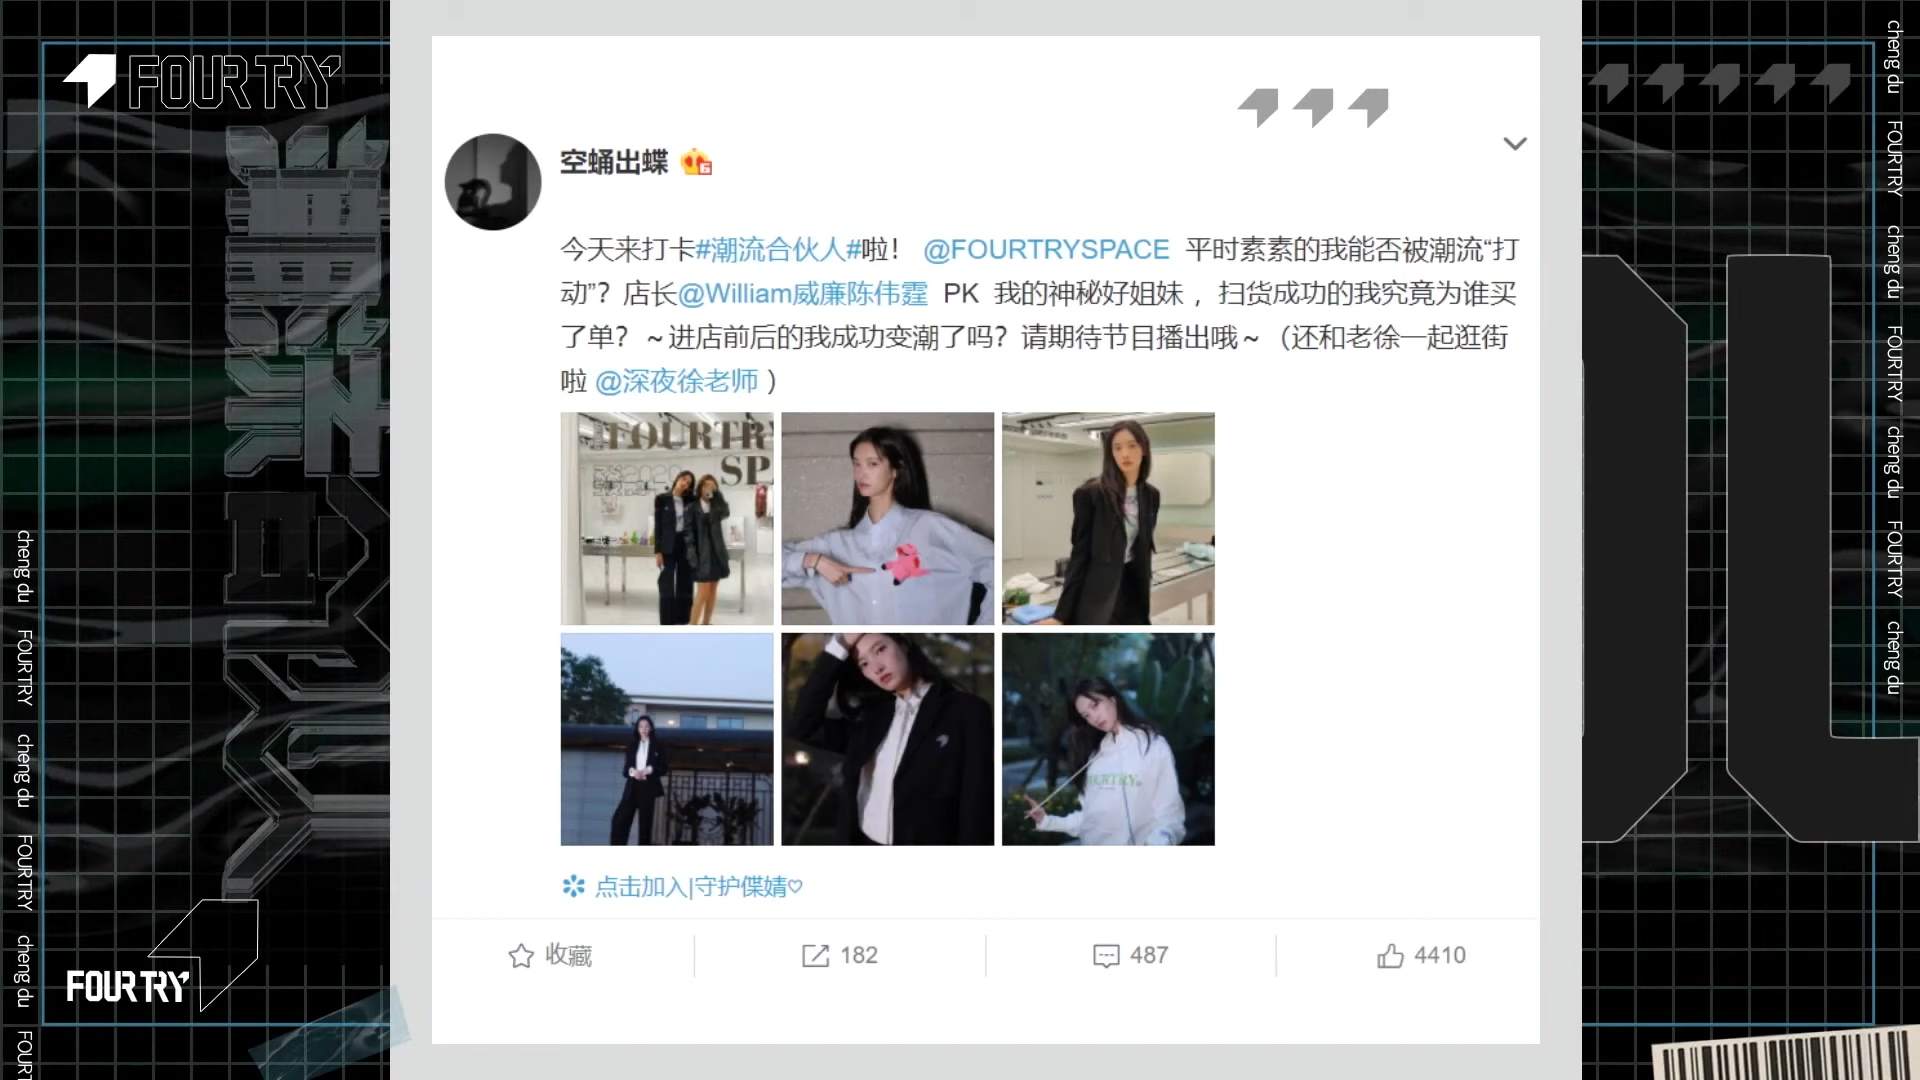 FOURTRY
空蛹出蝶
今天来打卡#潮流合伙人#啦! @FOURTRYSPACE 平时素素的我能否被潮流“打
动”? 店长@William威廉陈伟霆 PK 我的神秘好姐妹, 扫货成功的我究竟为谁买
了单? ~进店前后的我成功变潮了吗? 请期待节目播出哦~ (还和老徐一起逛街
啦 @深夜徐老师 )
FOURTRY
SP
FOURTRY
点击加入|守护偞婧♡
收藏
182
487
4410
cheng du FOURTRY cheng du FOURTRY cheng du FOURT
FOURTRY
cheng du FOURTRY cheng du FOURTRY cheng du FOURTRY cheng du